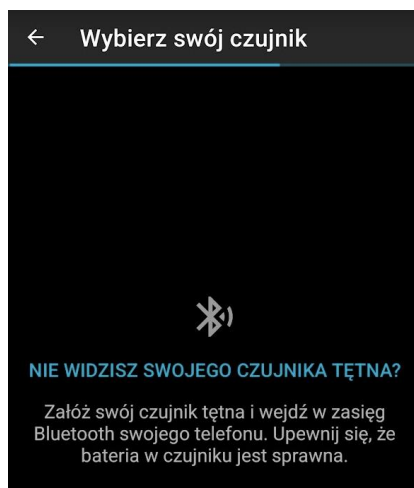 Wybierz swój czujnik
NIE WIDZISZ SWOJEGO CZUJNIKA TĘTNA?
Załóż swój czujnik tętna i wejdź w zasięg
Bluetooth swojego telefonu. Upewnij się, że
bateria w czujniku jest sprawna.